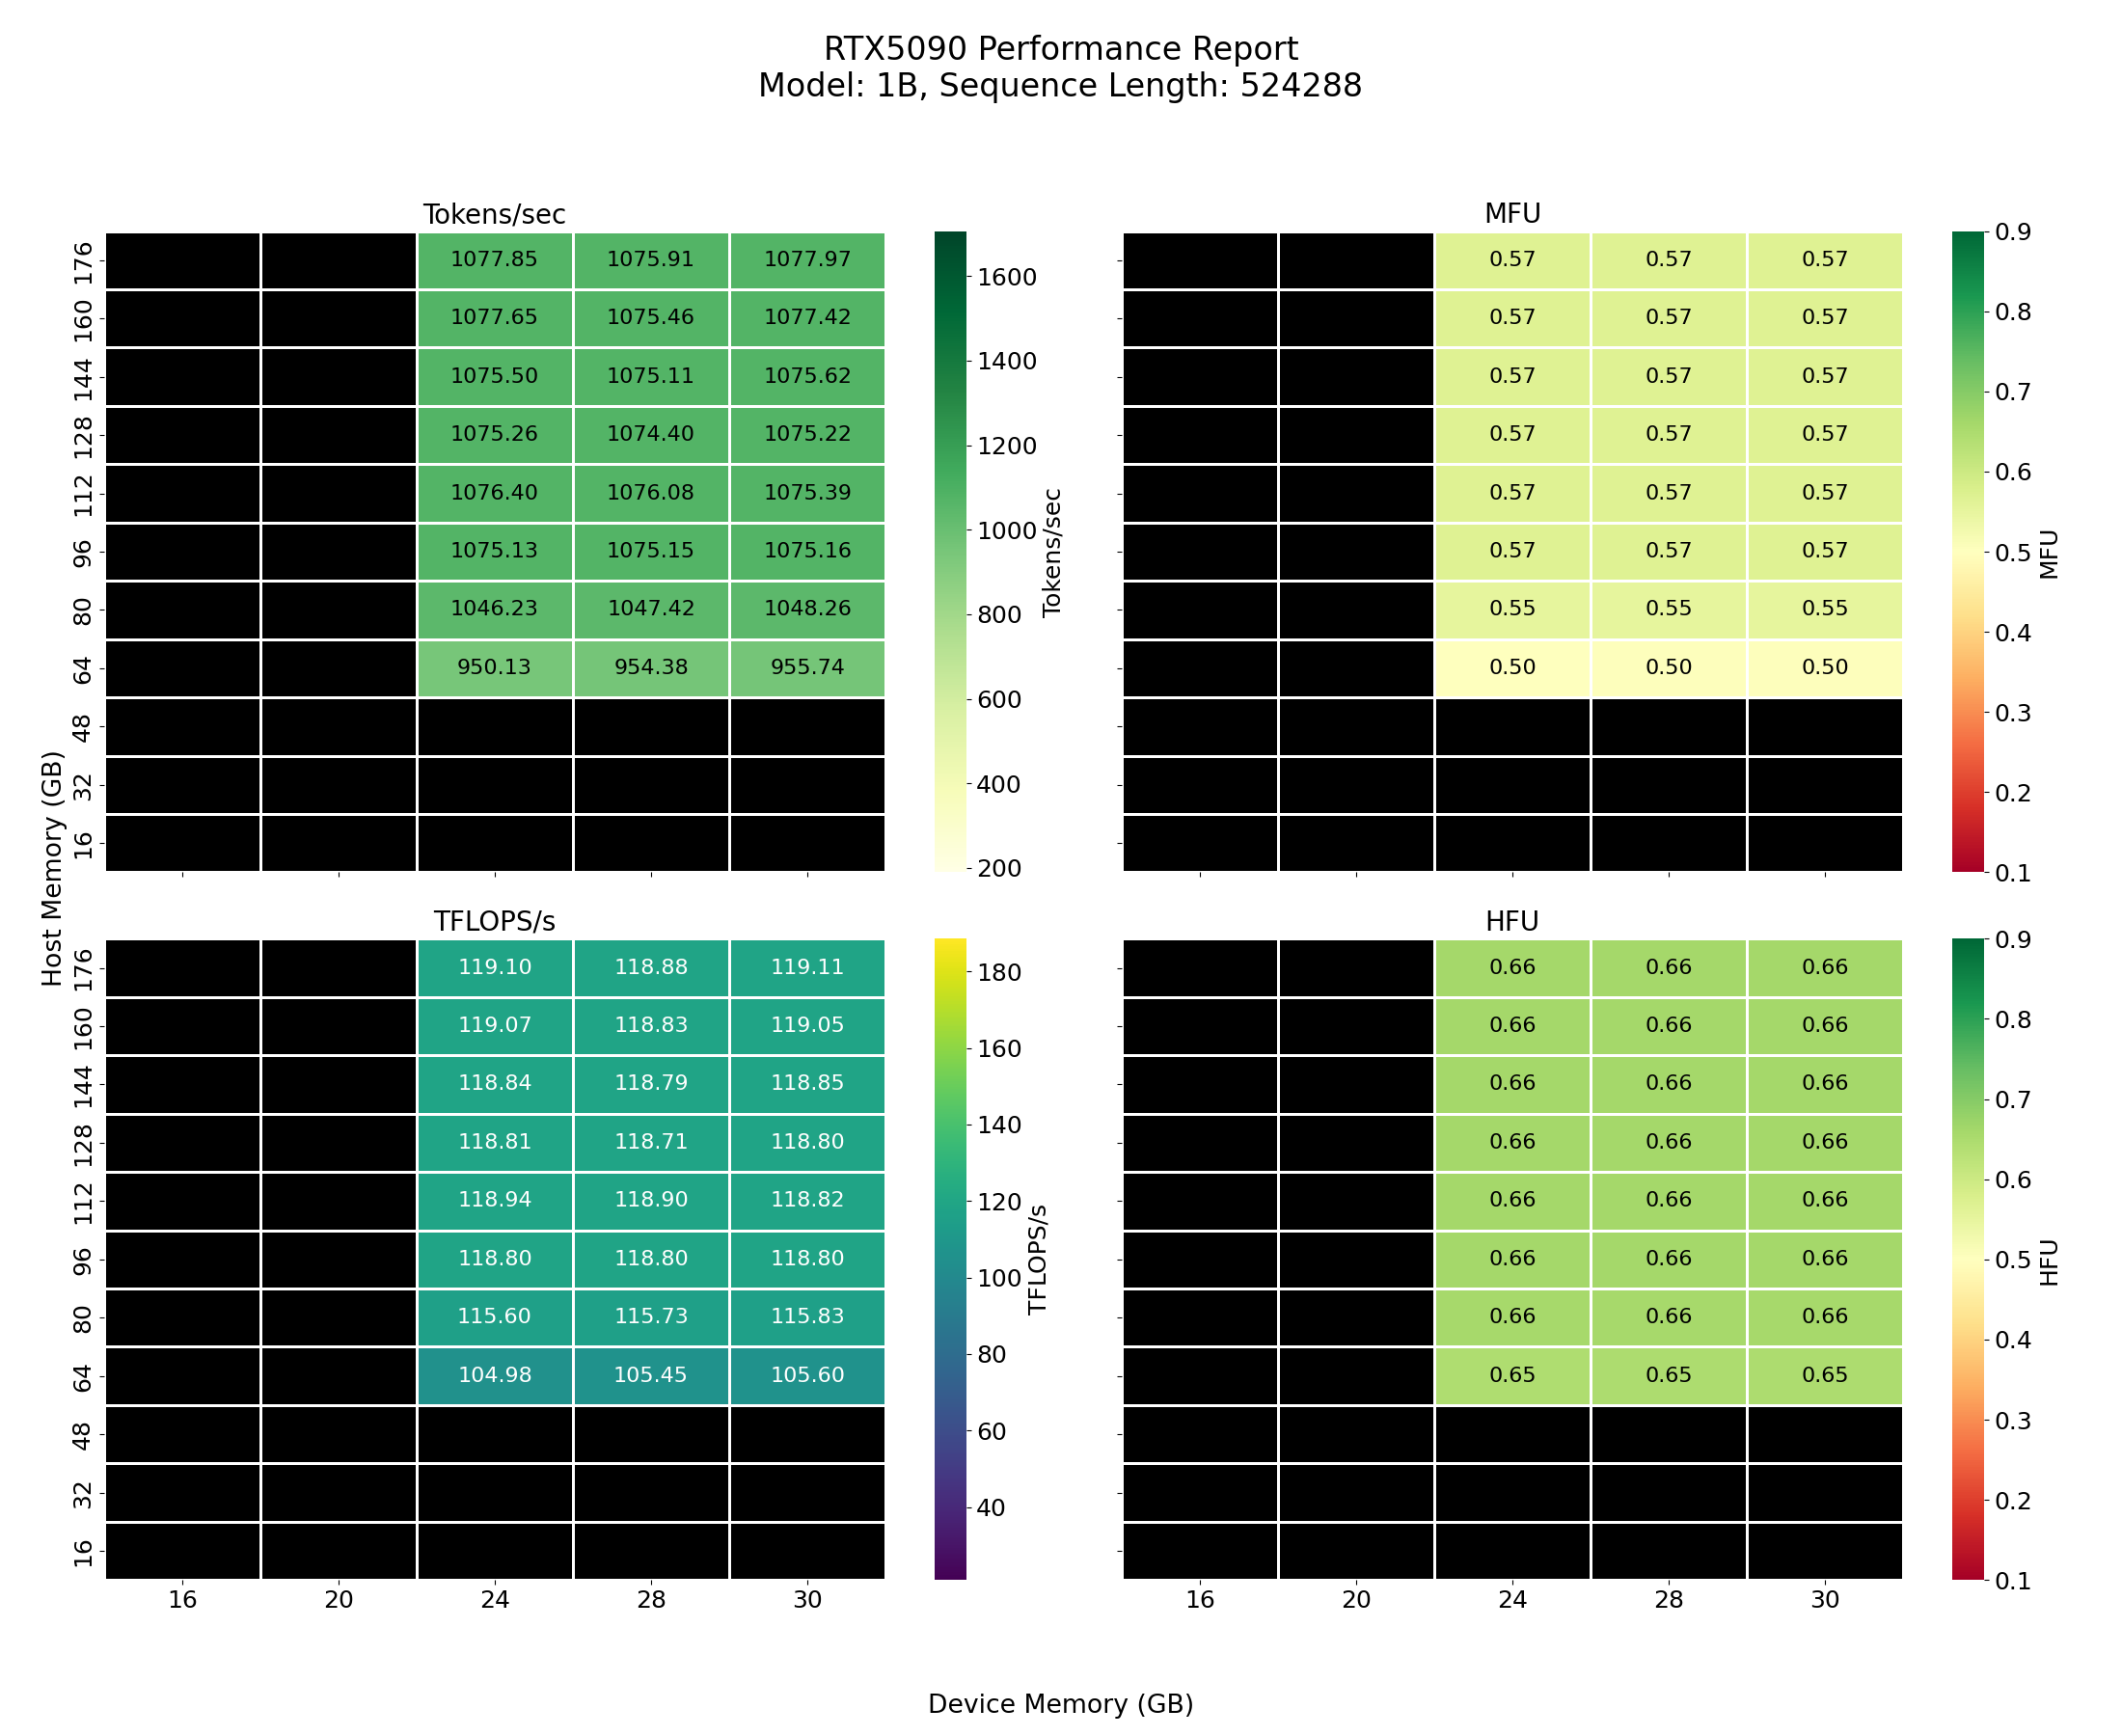 RTX5090 Performance Report
Model: 1B, Sequence Length: 524288
Tokens/sec
176 1077.85 1075.91 1077.97
160 1077.65 1075.46 1077.42
144 1075.50 1075.11 1075.62
128 1075.26 1074.40 1075.22
112 1076.40 1076.08 1075.39
96 1075.13 1075.15 1075.16
80 1046.23 1047.42 1048.26
64 950.13 954.38 955.74
48
32
16
1600
1400
1200
1000
800
600
400
200
Tokens/sec
MFU
0.57 0.57 0.57
0.57 0.57 0.57
0.57 0.57 0.57
0.57 0.57 0.57
0.57 0.57 0.57
0.57 0.57 0.57
0.55 0.55 0.55
0.50 0.50 0.50
0.9
0.8
0.7
0.6
0.5
0.4
0.3
0.2
0.1
MFU
Host Memory (GB)
TFLOPS/s
176 119.10 118.88 119.11
160 119.07 118.83 119.05
144 118.84 118.79 118.85
128 118.81 118.71 118.80
112 118.94 118.90 118.82
96 118.80 118.80 118.80
80 115.60 115.73 115.83
64 104.98 105.45 105.60
48
32
16
16 20 24 28 30
180
160
140
120
100
80
60
40
TFLOPS/s
HFU
0.66 0.66 0.66
0.66 0.66 0.66
0.66 0.66 0.66
0.66 0.66 0.66
0.66 0.66 0.66
0.66 0.66 0.66
0.66 0.66 0.66
0.65 0.65 0.65
16 20 24 28 30
0.9
0.8
0.7
0.6
0.5
0.4
0.3
0.2
0.1
HFU
Device Memory (GB)